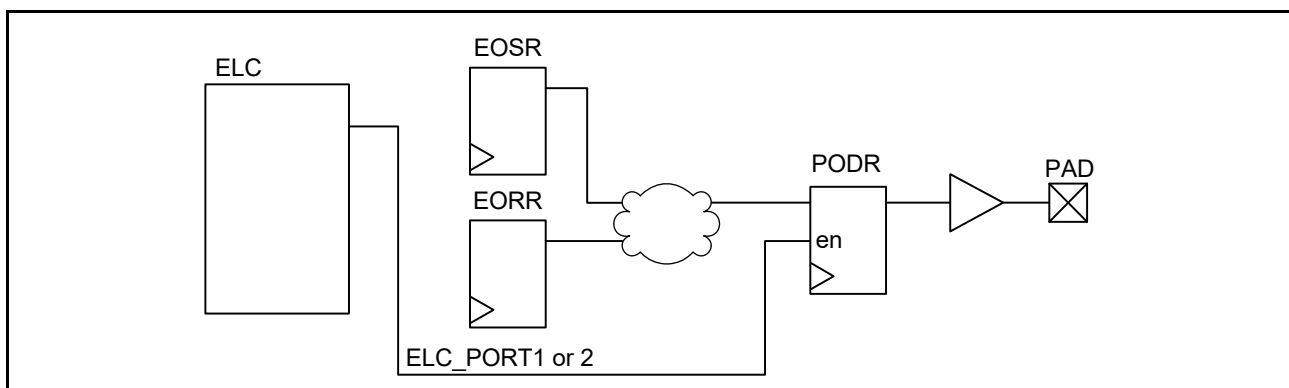 EOSR
ELC
PODR
PAD
EORR
en
ELC_PORT1 or 2